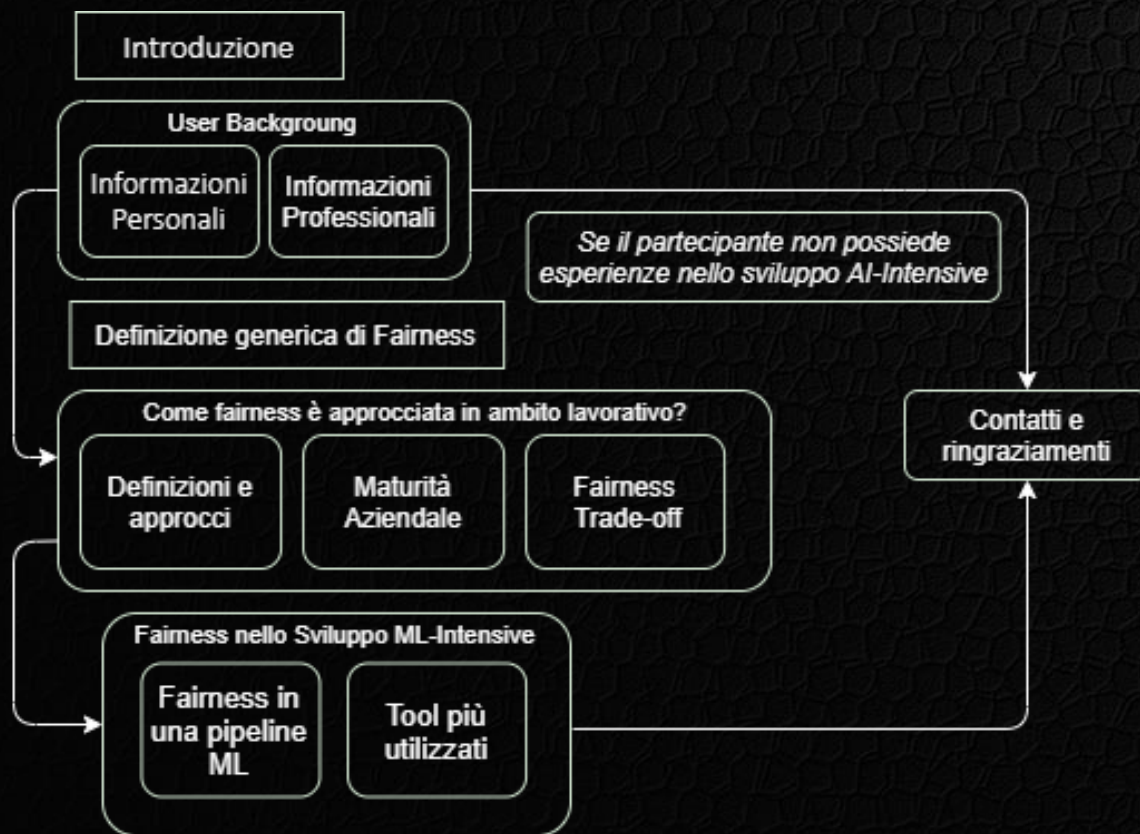 Introduzione
User Backgroung
Informazioni
Personali
Informazioni
Professionali
Se il partecipante non possiede
esperienze nello sviluppo AI-Intensive
Definizione generica di Fairness
Come fairness è approcciata in ambito lavorativo?
Definizioni e
approcci
Maturità
Aziendale
Fairness
Trade-off
Contatti e
ringraziamenti
Fairness nello Sviluppo ML-Intensive
Fairness in
una pipeline
ML
Tool più
utilizzati